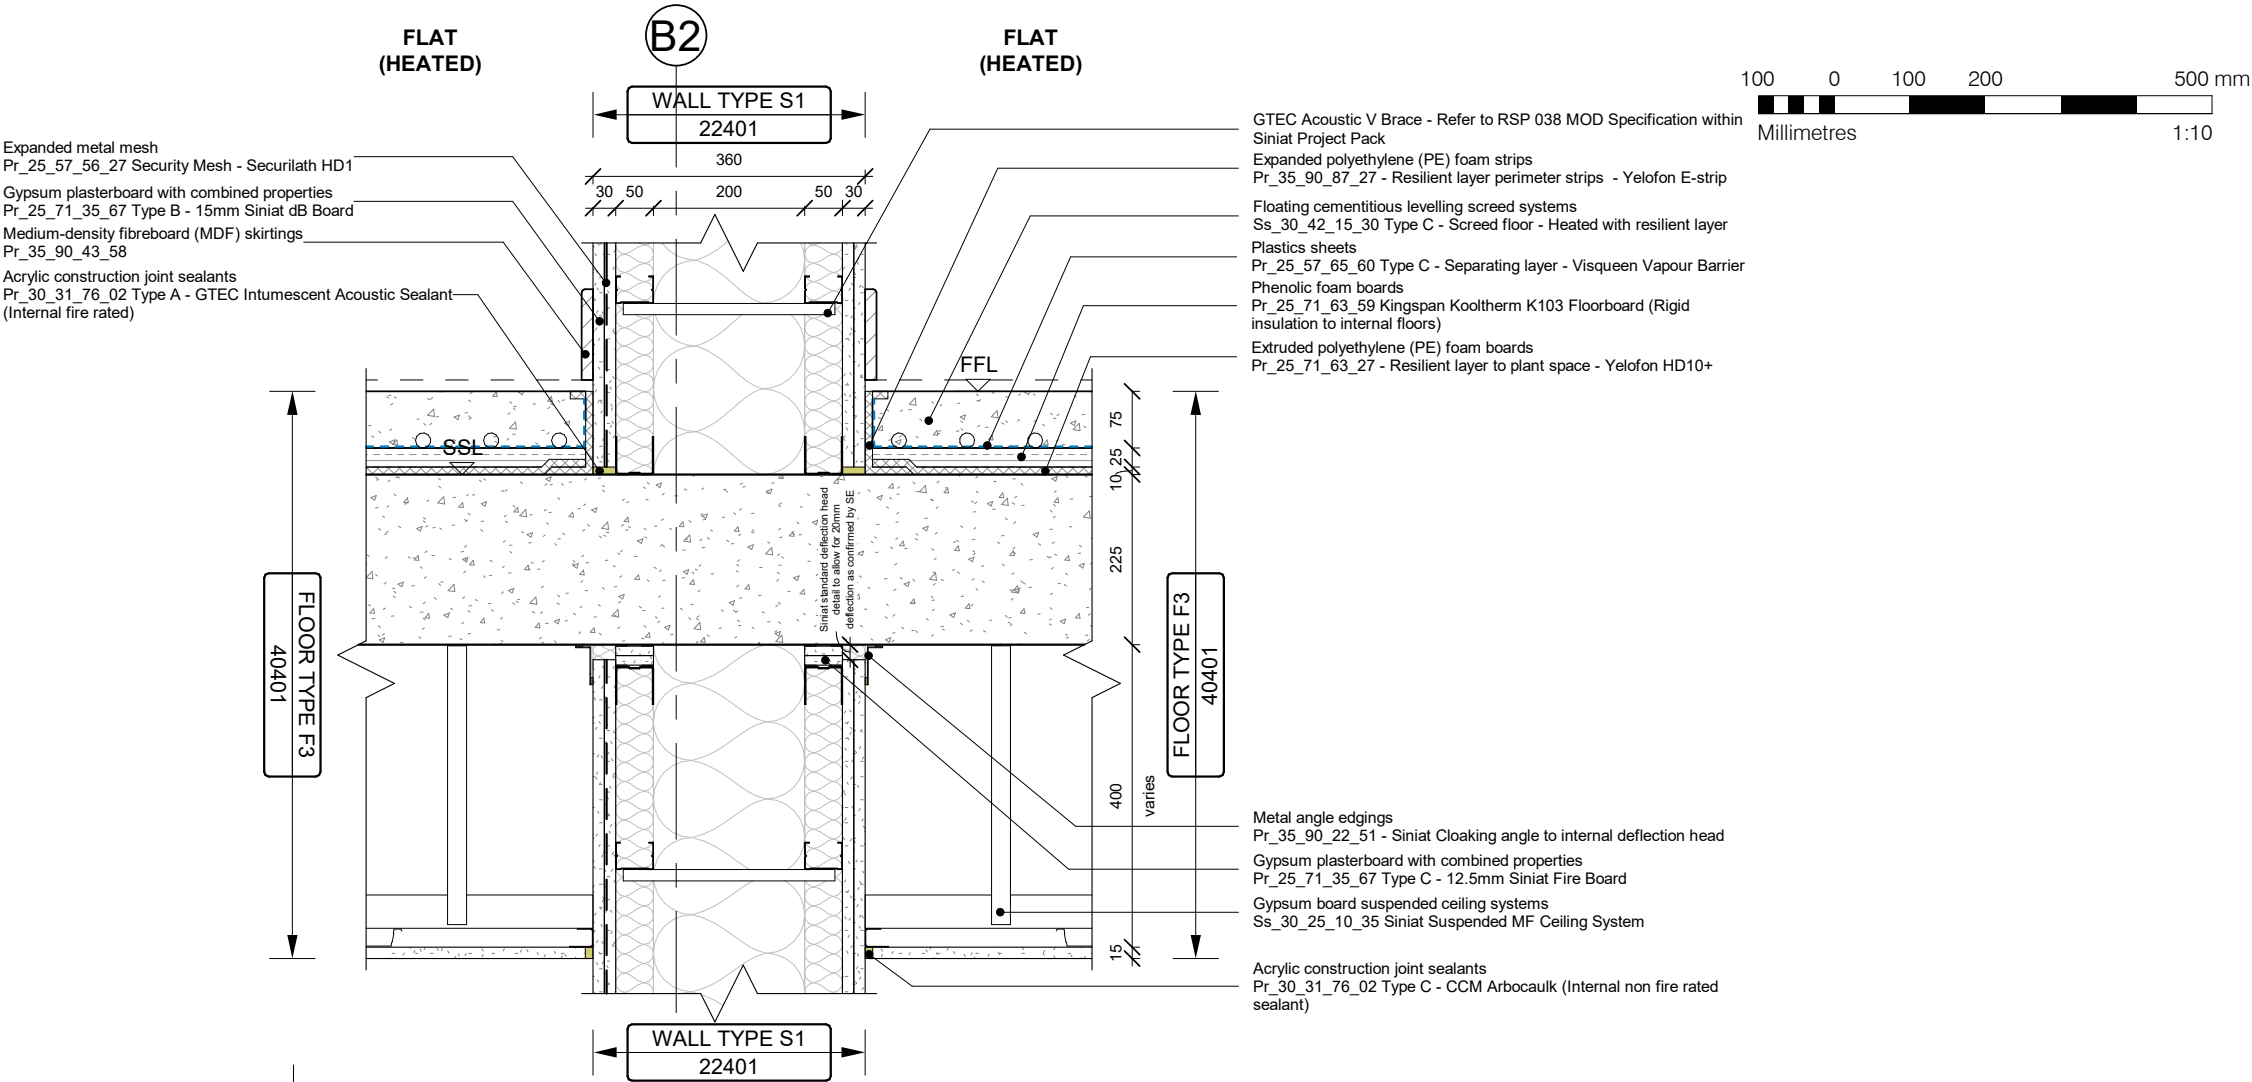 FLAT
(HEATED)
B2
FLAT
(HEATED)
WALL TYPE S1
22401
360
30 50 200 50 30
100 0 100 200 500 mm
Millimetres 1:10
Expanded metal mesh
Pr_25_57_56_27 Security Mesh - Securilath HD1
Gypsum plasterboard with combined properties
Pr_25_71_35_67 Type B - 15mm Siniat dB Board
Medium-density fibreboard (MDF) skirtings
Pr_35_90_43_58
Acrylic construction joint sealants
Pr_30_31_76_02 Type A - GTEC Intumescent Acoustic Sealant
(Internal fire rated)
GTEC Acoustic V Brace - Refer to RSP 038 MOD Specification within
Siniat Project Pack
Expanded polyethylene (PE) foam strips
Pr_35_90_87_27 - Resilient layer perimeter strips - Yelofon E-strip
Floating cementitious levelling screed systems
Ss_30_42_15_30 Type C - Screed floor - Heated with resilient layer
Plastics sheets
Pr_25_57_65_60 Type C - Separating layer - Visqueen Vapour Barrier
Phenolic foam boards
Pr_25_71_63_59 Kingspan Kooltherm K103 Floorboard (Rigid
insulation to internal floors)
Extruded polyethylene (PE) foam boards
Pr_25_71_63_27 - Resilient layer to plant space - Yelofon HD10+
FFL
SSL
75
25
10
225
400
varies
15
Siniat standard deflection head
detail to allow for 20mm
deflection as confirmed by SE
FLOOR TYPE F3
40401
FLOOR TYPE F3
40401
Metal angle edgings
Pr_35_90_22_51 - Siniat Cloaking angle to internal deflection head
Gypsum plasterboard with combined properties
Pr_25_71_35_67 Type C - 12.5mm Siniat Fire Board
Gypsum board suspended ceiling systems
Ss_30_25_10_35 Siniat Suspended MF Ceiling System
Acrylic construction joint sealants
Pr_30_31_76_02 Type C - CCM Arbocaulk (Internal non fire rated
sealant)
WALL TYPE S1
22401